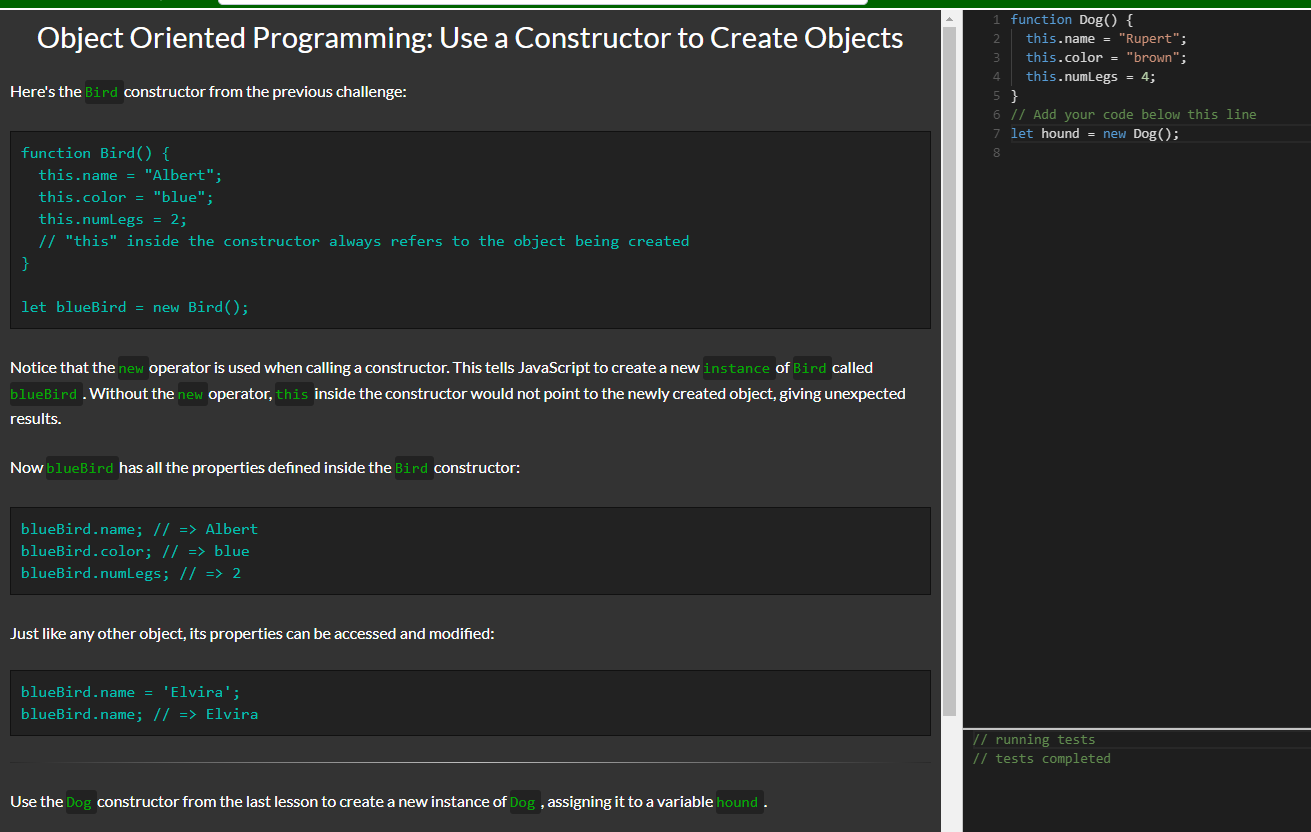 Object Oriented Programming: Use a Constructor to Create Objects
Here's the Bird constructor from the previous challenge:
function Bird() {
  this.name = "Albert";
  this.color = "blue";
  this.numLegs = 2;
  // "this" inside the constructor always refers to the object being created
}
let blueBird = new Bird();
Notice that the new operator is used when calling a constructor. This tells JavaScript to create a new instance of Bird called
blueBird . Without the new operator, this inside the constructor would not point to the newly created object, giving unexpected
results.
Now blueBird has all the properties defined inside the Bird constructor:
blueBird.name; // => Albert
blueBird.color; // => blue
blueBird.numLegs; // => 2
Just like any other object, its properties can be accessed and modified:
blueBird.name = 'Elvira';
blueBird.name; // => Elvira
Use the Dog constructor from the last lesson to create a new instance of Dog , assigning it to a variable hound .
1 function Dog() {
2   this.name = "Rupert";
3   this.color = "brown";
4   this.numLegs = 4;
5 }
6 // Add your code below this line
7 let hound = new Dog();
8
// running tests
// tests completed